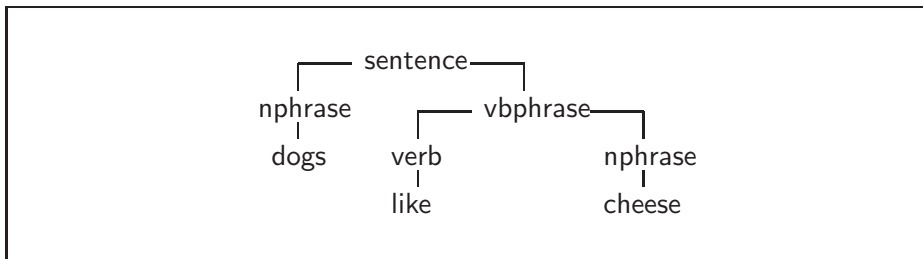 sentence
nphrase vbphrase
dogs verb nphrase
like cheese